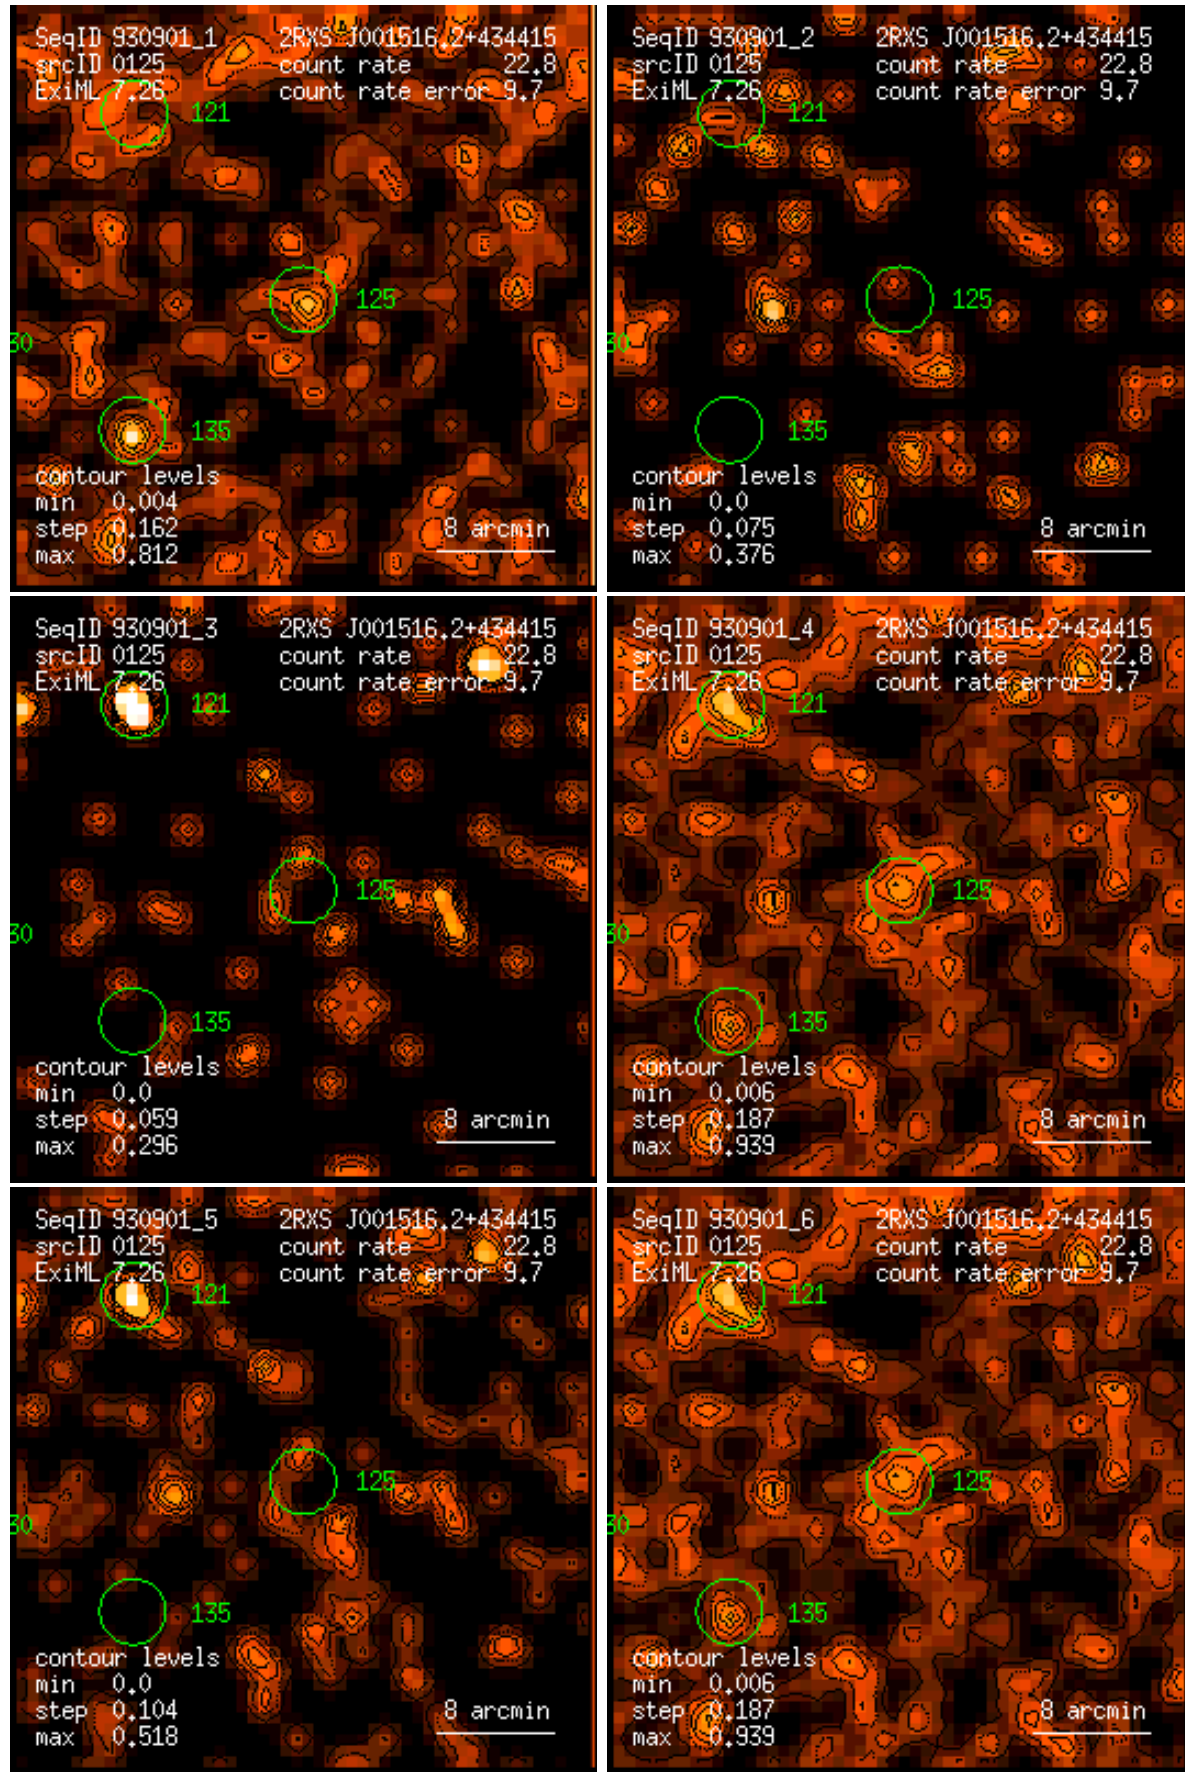 SeqID 930901_1 2RXS J001516.2+434415
srcID 0125 count rate 22.8
ExiML 7.26 count rate error 9.7
121
125
30
135
contour levels
min 0.004
step 0.162
max 0.812
8 arcmin
SeqID 930901_2 2RXS J001516.2+434415
srcID 0125 count rate 22.8
ExiML 7.26 count rate error 9.7
121
125
30
135
contour levels
min 0.0
step 0.075
max 0.376
8 arcmin
SeqID 930901_3 2RXS J001516.2+434415
srcID 0125 count rate 22.8
ExiML 7.26 count rate error 9.7
121
125
30
135
contour levels
min 0.0
step 0.059
max 0.296
8 arcmin
SeqID 930901_4 2RXS J001516.2+434415
srcID 0125 count rate 22.8
ExiML 7.26 count rate error 9.7
121
125
30
135
contour levels
min 0.006
step 0.187
max 0.939
8 arcmin
SeqID 930901_5 2RXS J001516.2+434415
srcID 0125 count rate 22.8
ExiML 7.26 count rate error 9.7
121
125
30
135
contour levels
min 0.0
step 0.104
max 0.518
8 arcmin
SeqID 930901_6 2RXS J001516.2+434415
srcID 0125 count rate 22.8
ExiML 7.26 count rate error 9.7
121
125
30
135
contour levels
min 0.006
step 0.187
max 0.939
8 arcmin